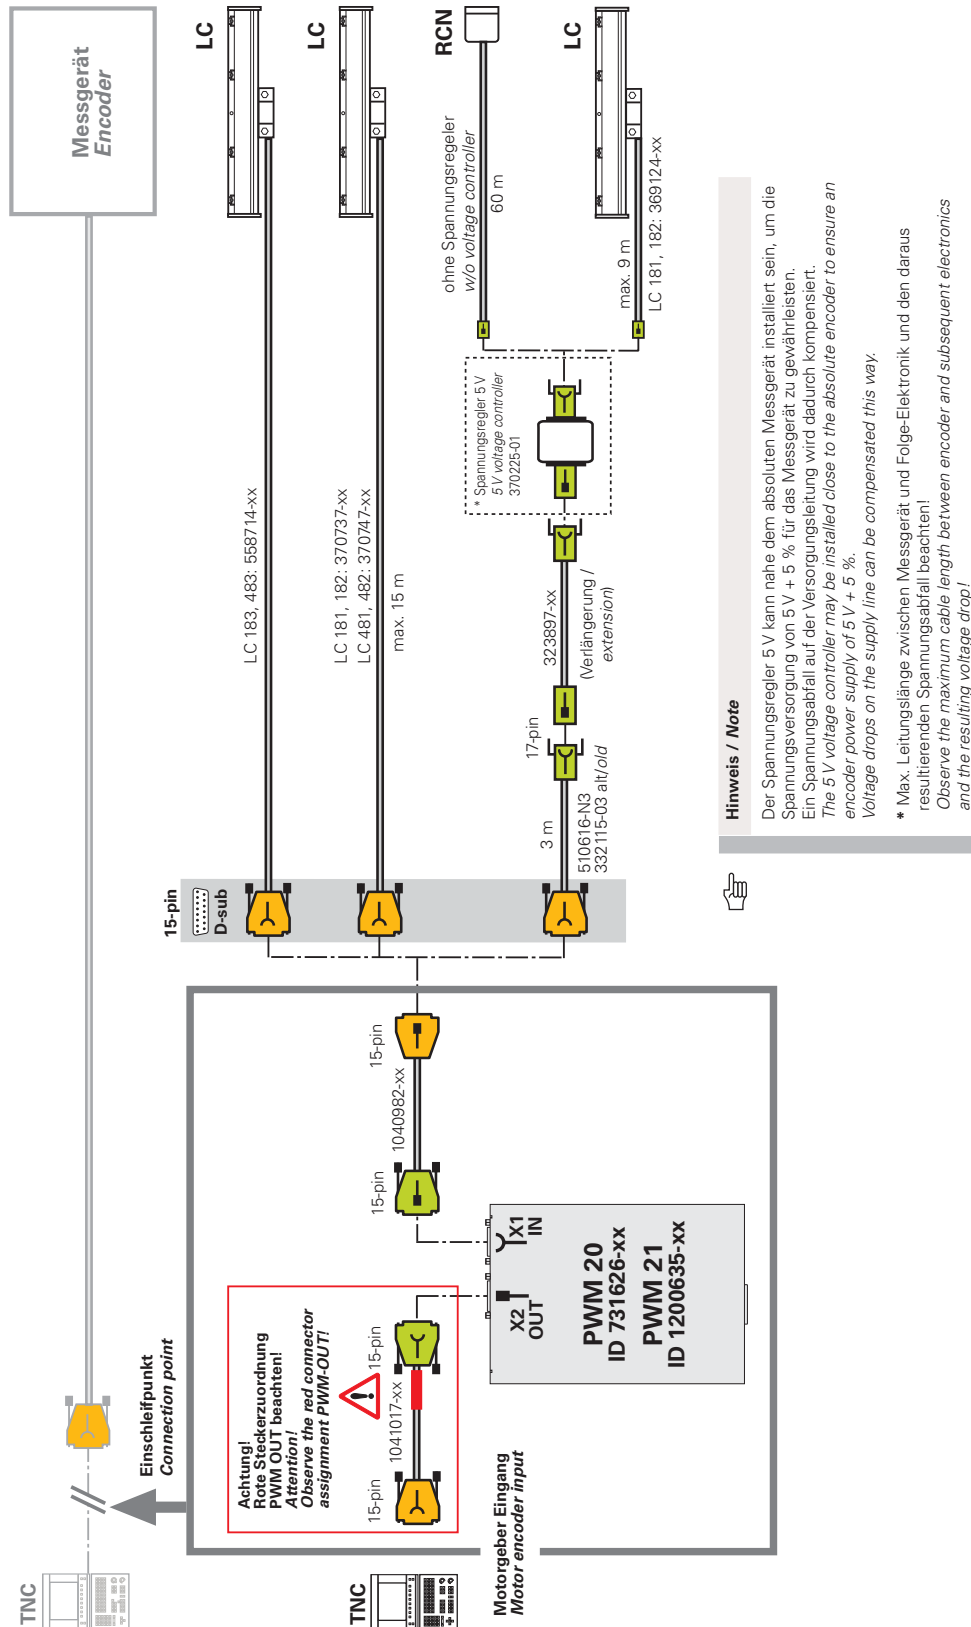 Messgerät
Encoder
TNC
Einschleifpunkt
Connection point
LC
LC 183, 483: 558714-xx
LC
LC 181, 182: 370737-xx
LC 481, 482: 370747-xx
max. 15 m
RCN
ohne Spannungsregeler
w/o voltage controller
60 m
LC
max. 9 m
LC 181, 182: 369124-xx
* Spannungsregler 5 V
5 V voltage controller
370225-01
323897-xx
(Verlängerung /
extension)
17-pin
3 m
510616-N3
332115-03 alt/old
15-pin
D-sub
15-pin
1040982-xx
15-pin
Achtung!
Rote Steckerzuordnung
PWM OUT beachten!
Attention!
Observe the red connector
assignment PWM-OUT!
15-pin
1041017-xx
15-pin
X1
IN
X2
OUT
PWM 20
ID 731626-xx
PWM 21
ID 1200635-xx
TNC
Motorgeber Eingang
Motor encoder input
Hinweis / Note
Der Spannungsregler 5 V kann nahe dem absoluten Messgerät installiert sein, um die
Spannungsversorgung von 5 V + 5 % für das Messgerät zu gewährleisten.
Ein Spannungsabfall auf der Versorgungsleitung wird dadurch kompensiert.
The 5 V voltage controller may be installed close to the absolute encoder to ensure an
encoder power supply of 5 V + 5 %.
Voltage drops on the supply line can be compensated this way.
* Max. Leitungslänge zwischen Messgerät und Folge-Elektronik und den daraus
resultierenden Spannungsabfall beachten!
Observe the maximum cable length between encoder and subsequent electronics
and the resulting voltage drop!